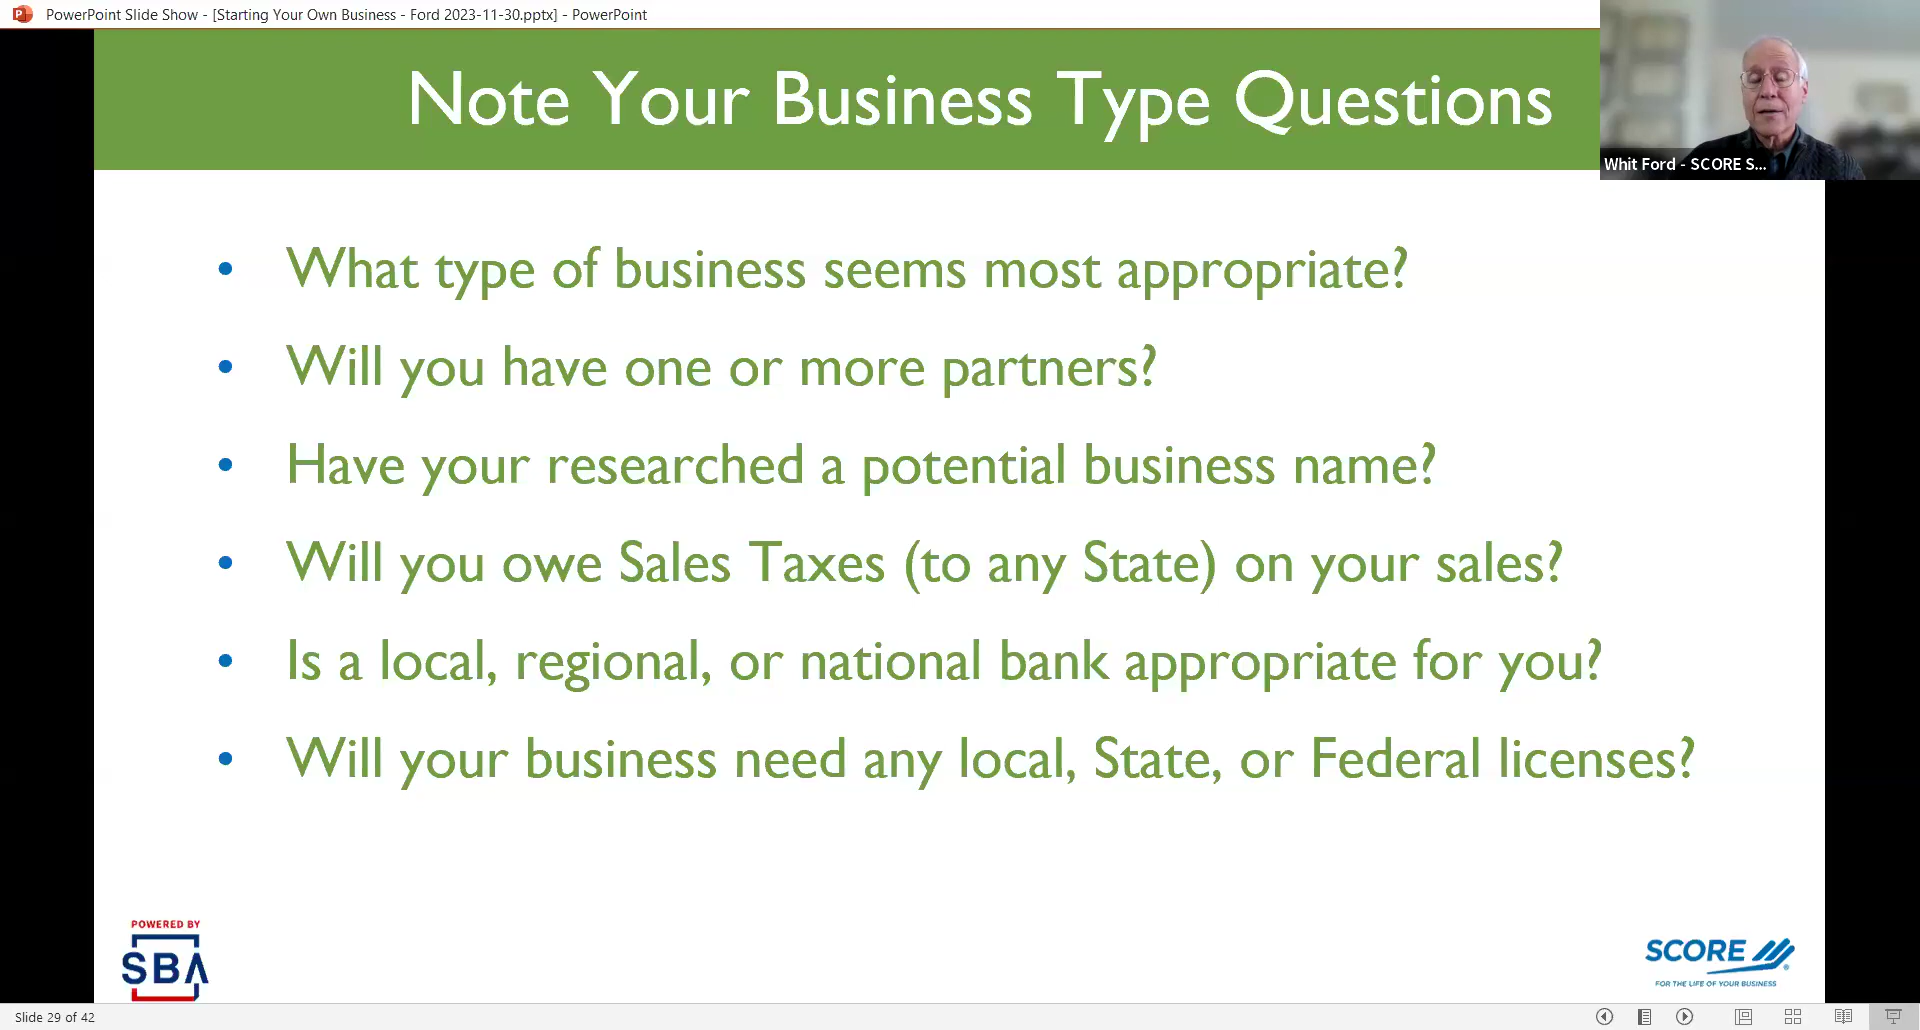 PowerPoint Slide Show - [Starting Your Own Business - Ford 2023-11-30.pptx] - PowerPoint
Note Your Business Type Questions
Whit Ford - SCORE S...
• What type of business seems most appropriate?
• Will you have one or more partners?
• Have your researched a potential business name?
• Will you owe Sales Taxes (to any State) on your sales?
• Is a local, regional, or national bank appropriate for you?
• Will your business need any local, State, or Federal licenses?
POWERED BY
SBA
SCORE
FOR THE LIFE OF YOUR BUSINESS
Slide 29 of 42